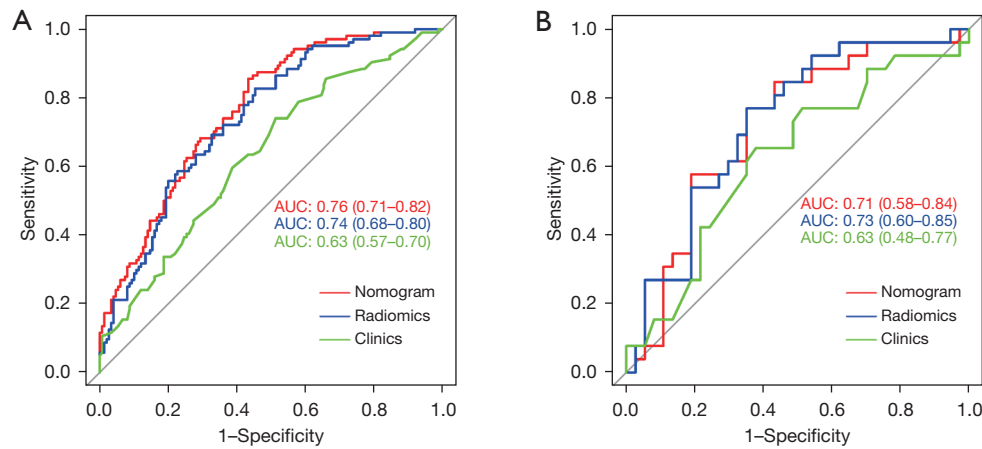 A
1.0
0.8
0.6
0.4
0.2
0.0
Sensitivity
AUC: 0.76 (0.71–0.82)
AUC: 0.74 (0.68–0.80)
AUC: 0.63 (0.57–0.70)
Nomogram
Radiomics
Clinics
0.0 0.2 0.4 0.6 0.8 1.0
1–Specificity
B
1.0
0.8
0.6
0.4
0.2
0.0
Sensitivity
AUC: 0.71 (0.58–0.84)
AUC: 0.73 (0.60–0.85)
AUC: 0.63 (0.48–0.77)
Nomogram
Radiomics
Clinics
0.0 0.2 0.4 0.6 0.8 1.0
1–Specificity